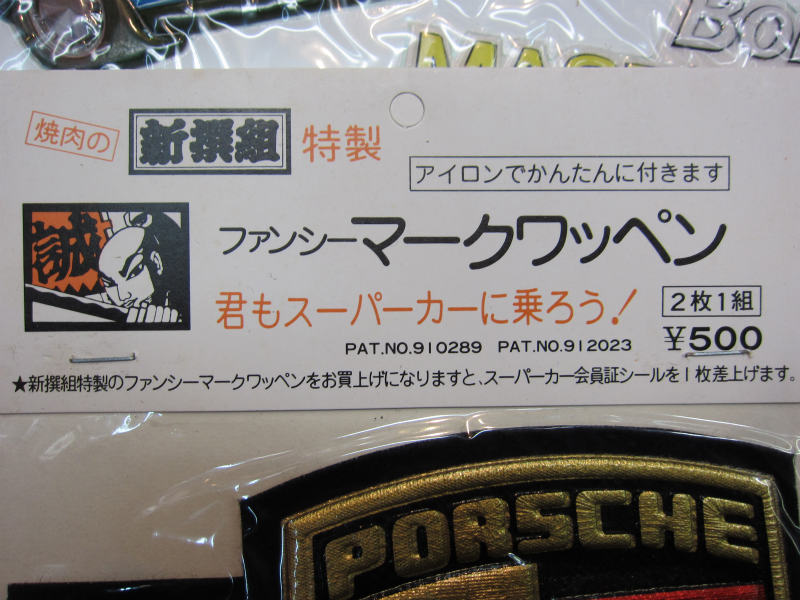 焼肉の 新撰組 特製
アイロンでかんたんに付きます
誠
ファンシーマークワッペン
君もスーパーカーに乗ろう!
2枚1組
PAT.NO.910289 PAT.NO.912023
¥500
★新撰組特製のファンシーマークワッペンをお買上げになりますと、スーパーカー会員証シールを1枚差上げます。
PORSCHE